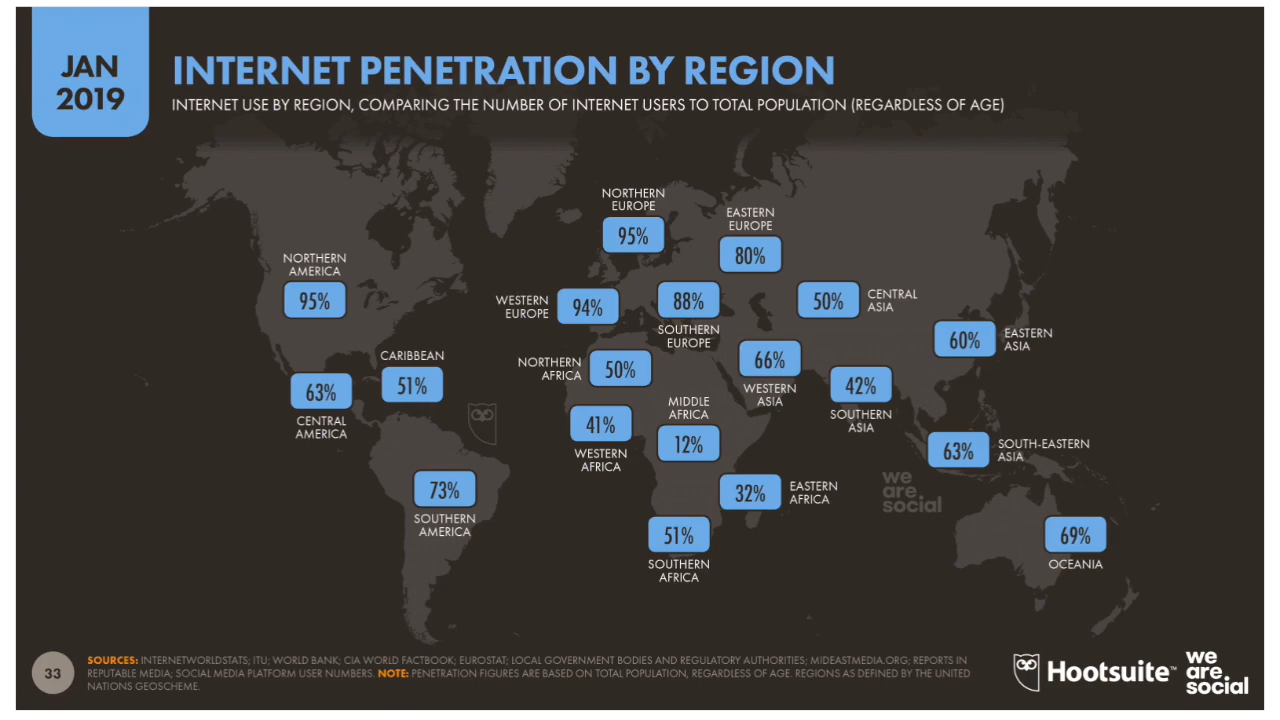 JAN
2019
INTERNET PENETRATION BY REGION
INTERNET USE BY REGION, COMPARING THE NUMBER OF INTERNET USERS TO TOTAL POPULATION (REGARDLESS OF AGE)
NORTHERN
EUROPE
95%
EASTERN
EUROPE
80%
NORTHERN
AMERICA
95%
WESTERN
EUROPE
94%
88%
SOUTHERN
EUROPE
50%
CENTRAL
ASIA
60%
EASTERN
ASIA
CARIBBEAN
51%
63%
CENTRAL
AMERICA
NORTHERN
AFRICA
50%
66%
WESTERN
ASIA
42%
SOUTHERN
ASIA
41%
WESTERN
AFRICA
MIDDLE
AFRICA
12%
63%
SOUTH-EASTERN
ASIA
73%
SOUTHERN
AMERICA
32%
EASTERN
AFRICA
we
are
social
51%
SOUTHERN
AFRICA
69%
OCEANIA
33
SOURCES: INTERNETWORLDSTATS; ITU; WORLD BANK; CIA WORLD FACTBOOK; EUROSTAT; LOCAL GOVERNMENT BODIES AND REGULATORY AUTHORITIES; MIDEASTMEDIA.ORG; REPORTS IN
REPUTABLE MEDIA; SOCIAL MEDIA PLATFORM USER NUMBERS. NOTE: PENETRATION FIGURES ARE BASED ON TOTAL POPULATION, REGARDLESS OF AGE. REGIONS AS DEFINED BY THE UNITED
NATIONS GEOSCHEME.
Hootsuite™
we
are
social